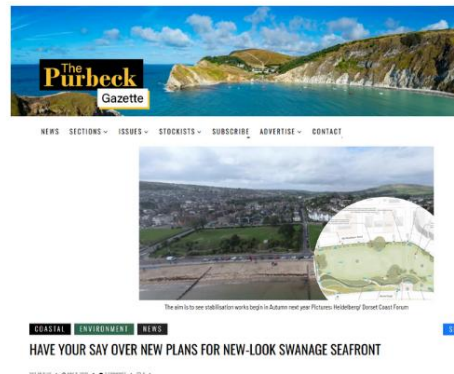 The
Purbeck
Gazette
NEWS SECTIONS ISSUES STOCKISTS SUBSCRIBE ADVERTISE CONTACT
The aim is to see stabilisation works begin in Autumn next year Pictures: Heidelberg/ Dorset Coast Forum
COASTAL ENVIRONMENT NEWS
HAVE YOUR SAY OVER NEW PLANS FOR NEW-LOOK SWANAGE SEAFRONT